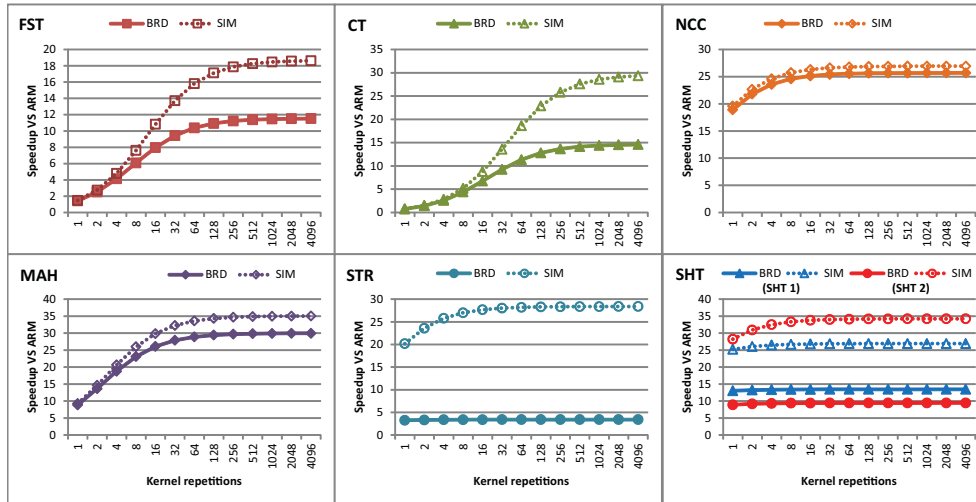 FST
BRD SIM
Speedup VS ARM
20
18
16
14
12
10
8
6
4
2
0
1 2 4 8 16 32 64 128 256 512 1024 2048 4096
CT
BRD SIM
Speedup VS ARM
35
30
25
20
15
10
5
0
1 2 4 8 16 32 64 128 256 512 1024 2048 4096
NCC
BRD SIM
Speedup VS ARM
30
25
20
15
10
5
0
1 2 4 8 16 32 64 128 256 512 1024 2048 4096
MAH
BRD SIM
Speedup VS ARM
40
35
30
25
20
15
10
5
0
1 2 4 8 16 32 64 128 256 512 1024 2048 4096
Kernel repetitions
STR
BRD SIM
Speedup VS ARM
30
25
20
15
10
5
0
1 2 4 8 16 32 64 128 256 512 1024 2048 4096
Kernel repetitions
SHT
BRD SIM BRD SIM
(SHT 1) (SHT 2)
Speedup VS ARM
40
35
30
25
20
15
10
5
0
1 2 4 8 16 32 64 128 256 512 1024 2048 4096
Kernel repetitions